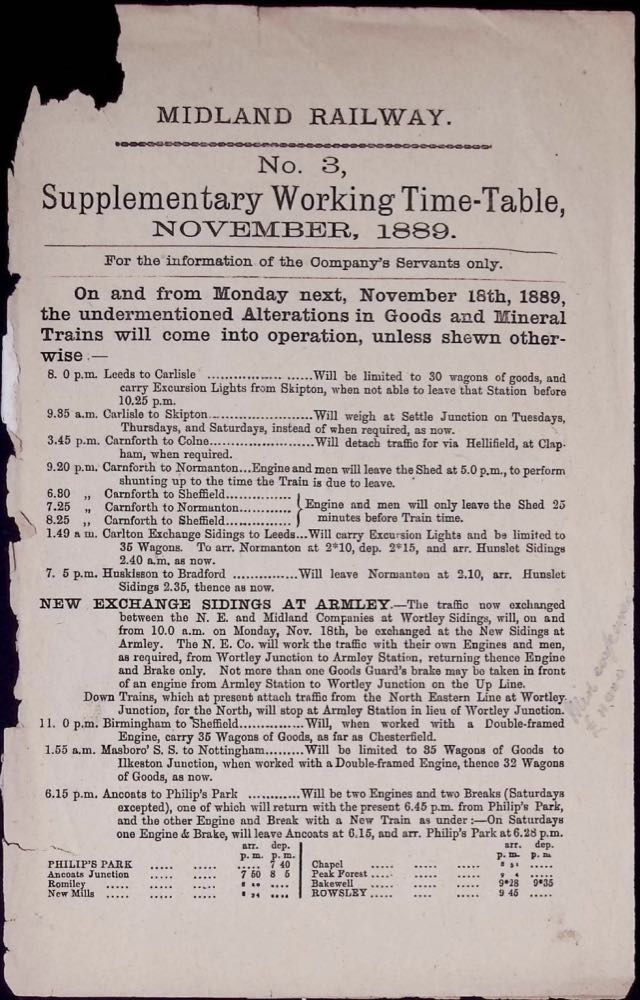 MIDLAND RAILWAY.
No. 3,
Supplementary Working Time-Table,
NOVEMBER, 1889.
For the information of the Company's Servants only.
On and from Monday next, November 18th, 1889,
the undermentioned Alterations in Goods and Mineral
Trains will come into operation, unless shewn other-
wise :—
8. 0 p.m. Leeds to Carlisle .....................Will be limited to 30 wagons of goods, and
carry Excursion Lights from Skipton, when not able to leave that Station before
10.25 p.m.
9.35 a.m. Carlisle to Skipton.....................Will weigh at Settle Junction on Tuesdays,
Thursdays, and Saturdays, instead of when required, as now.
3.45 p.m. Carnforth to Colne.....................Will detach traffic for via Hellifield, at Clap-
ham, when required.
9.20 p.m. Carnforth to Normanton...Engine and men will leave the Shed at 5.0 p.m., to perform
shunting up to the time the Train is due to leave.
6.30 „ Carnforth to Sheffield.............
7.25 „ Carnforth to Normanton............. Engine and men will only leave the Shed 25
8.25 „ Carnforth to Sheffield............. minutes before Train time.
1.49 a m. Carlton Exchange Sidings to Leeds...Will carry Excursion Lights and be limited to
35 Wagons. To arr. Normanton at 2*10, dep. 2*15, and arr. Hunslet Sidings
2.40 a.m, as now.
7. 5 p.m. Huskisson to Bradford ...............Will leave Normanton at 2.10, arr. Hunslet
Sidings 2.35, thence as now.
NEW EXCHANGE SIDINGS AT ARMLEY.—The traffic now exchanged
between the N. E. and Midland Companies at Wortley Sidings, will, on and
from 10.0 a.m. on Monday, Nov. 18th, be exchanged at the New Sidings at
Armley. The N. E. Co. will work the traffic with their own Engines and men,
as required, from Wortley Junction to Armley Station, returning thence Engine
and Brake only. Not more than one Goods Guard's brake may be taken in front
of an engine from Armley Station to Wortley Junction on the Up Line.
Down Trains, which at present attach traffic from the North Eastern Line at Wortley
Junction, for the North, will stop at Armley Station in lieu of Wortley Junction.
11. 0 p.m. Birmingham to Sheffield...............Will, when worked with a Double-framed
Engine, carry 35 Wagons of Goods, as far as Chesterfield.
1.55 a.m. Masboro' S. S. to Nottingham.........Will be limited to 35 Wagons of Goods to
Ilkeston Junction, when worked with a Double-framed Engine, thence 32 Wagons
of Goods, as now.
6.15 p.m. Ancoats to Philip's Park ............Will be two Engines and two Breaks (Saturdays
excepted), one of which will return with the present 6.45 p.m. from Philip's Park,
and the other Engine and Break with a New Train as under :—On Saturdays
one Engine & Brake, will leave Ancoats at 6.15, and arr. Philip's Park at 6.28 p.m.
arr. dep. arr. dep.
p. m. p. m. p. m. p. m
PHILIP'S PARK ..... ..... ..... 7 40 Chapel ..... ..... .....
Ancoats Junction ..... ..... 7 50 8 5 Peak Forest ..... ..... .....
Romiley ..... ..... ..... Bakewell ..... ..... 9*28 9*35
New Mills ..... ..... ..... ROWSLEY ..... ..... ..... 9 45 .....